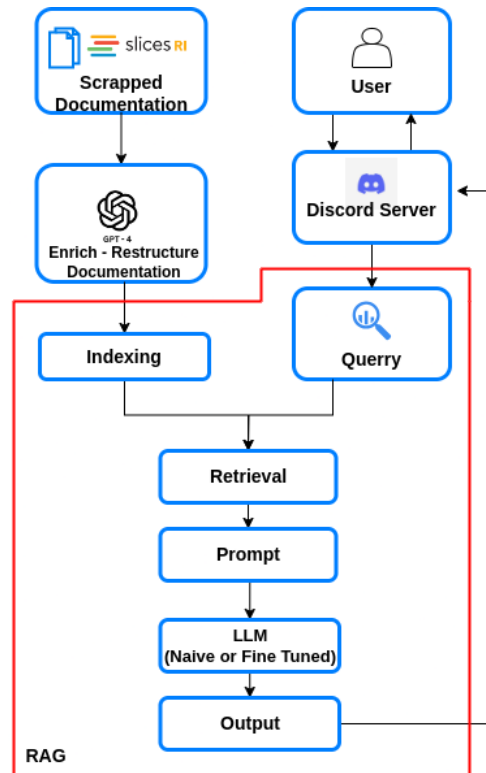 slices RI
Scrapped
Documentation
User
GPT-4
Enrich - Restructure
Documentation
Discord Server
Indexing
Querry
Retrieval
Prompt
LLM
(Naive or Fine Tuned)
Output
RAG